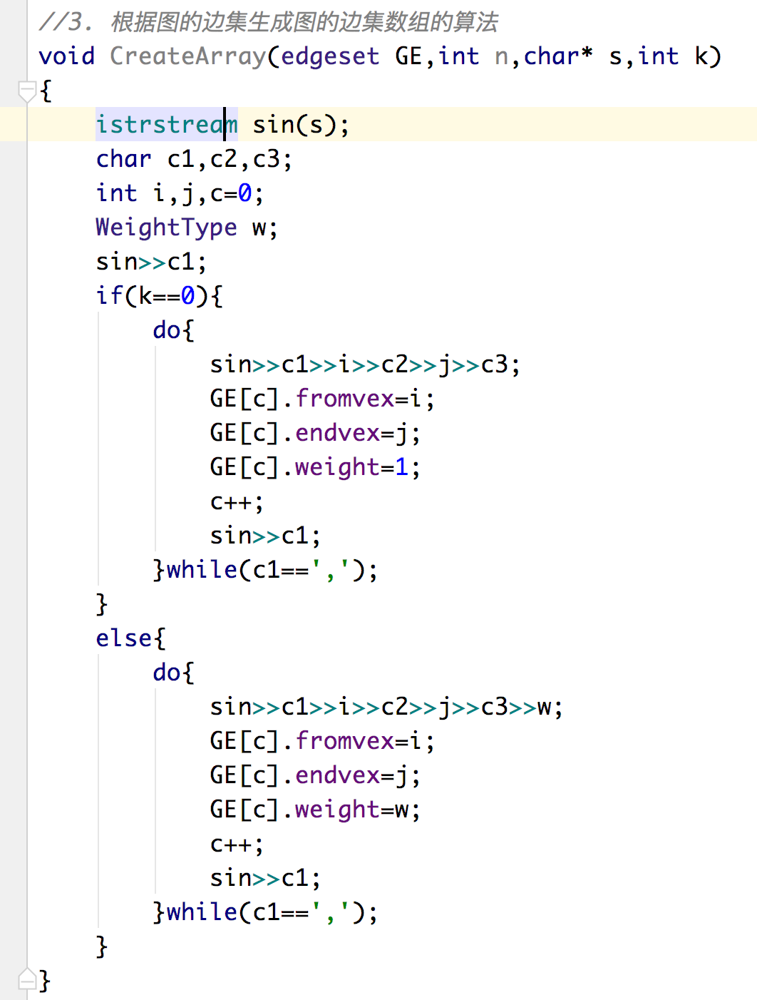 //3. 根据图的边集生成图的边集数组的算法
void CreateArray(edgeset GE,int n,char* s,int k)
{
    istrstream sin(s);
    char c1,c2,c3;
    int i,j,c=0;
    WeightType w;
    sin>>c1;
    if(k==0){
        do{
            sin>>c1>>i>>c2>>j>>c3;
            GE[c].fromvex=i;
            GE[c].endvex=j;
            GE[c].weight=1;
            c++;
            sin>>c1;
        }while(c1==',');
    }
    else{
        do{
            sin>>c1>>i>>c2>>j>>c3>>w;
            GE[c].fromvex=i;
            GE[c].endvex=j;
            GE[c].weight=w;
            c++;
            sin>>c1;
        }while(c1==',');
    }
}